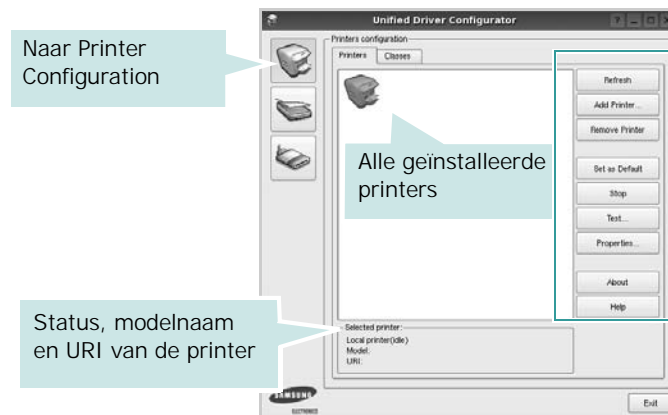 Unified Driver Configurator
Naar Printer
Configuration
Printers configuration
Printers
Classes
Refresh
Add Printer...
Remove Printer
Set as Default
Stop
Test...
Properties...
About
Help
Alle geïnstalleerde
printers
Status, modelnaam
en URI van de printer
Selected printer:
Local printer(idle)
Model:
URI:
SAMSUNG
ELECTRONICS
Exit